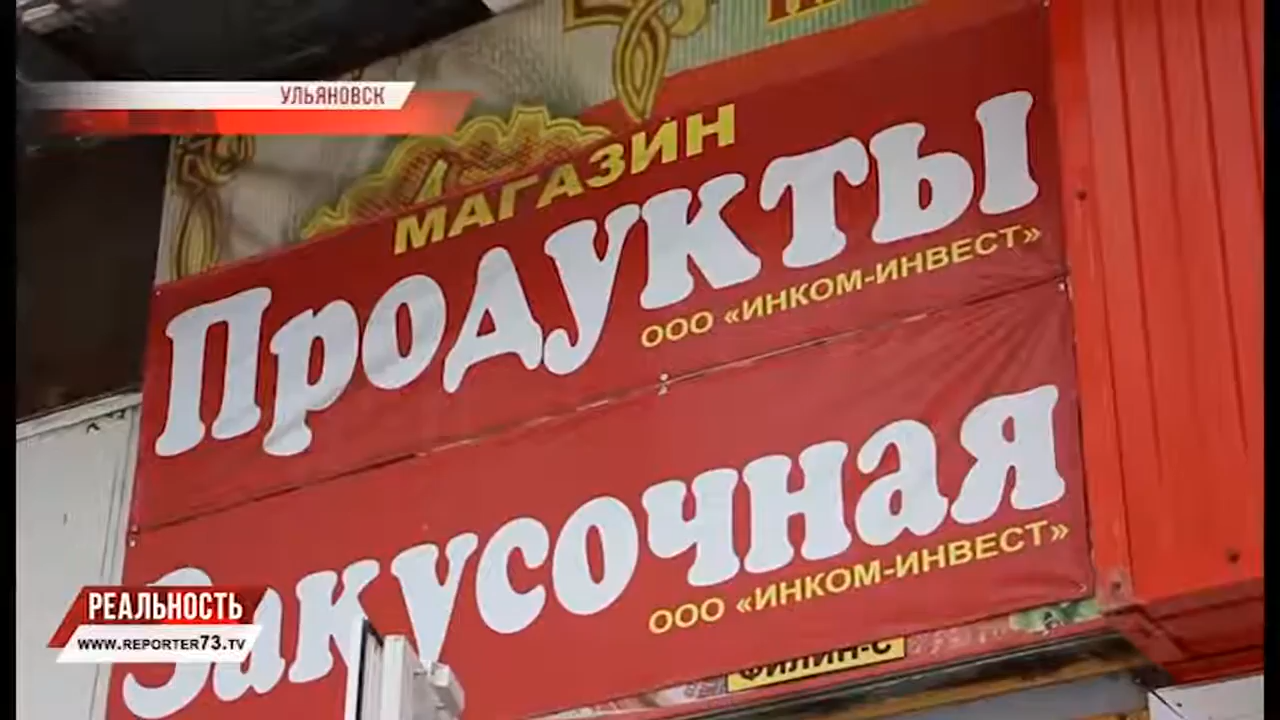 УЛЬЯНОВСК
МАГАЗИН
Продукты
ООО «ИНКОМ-ИНВЕСТ»
Закусочная
ООО «ИНКОМ-ИНВЕСТ»
ФИЛИН-С
РЕАЛЬНОСТЬ
WWW.REPORTER73.TV